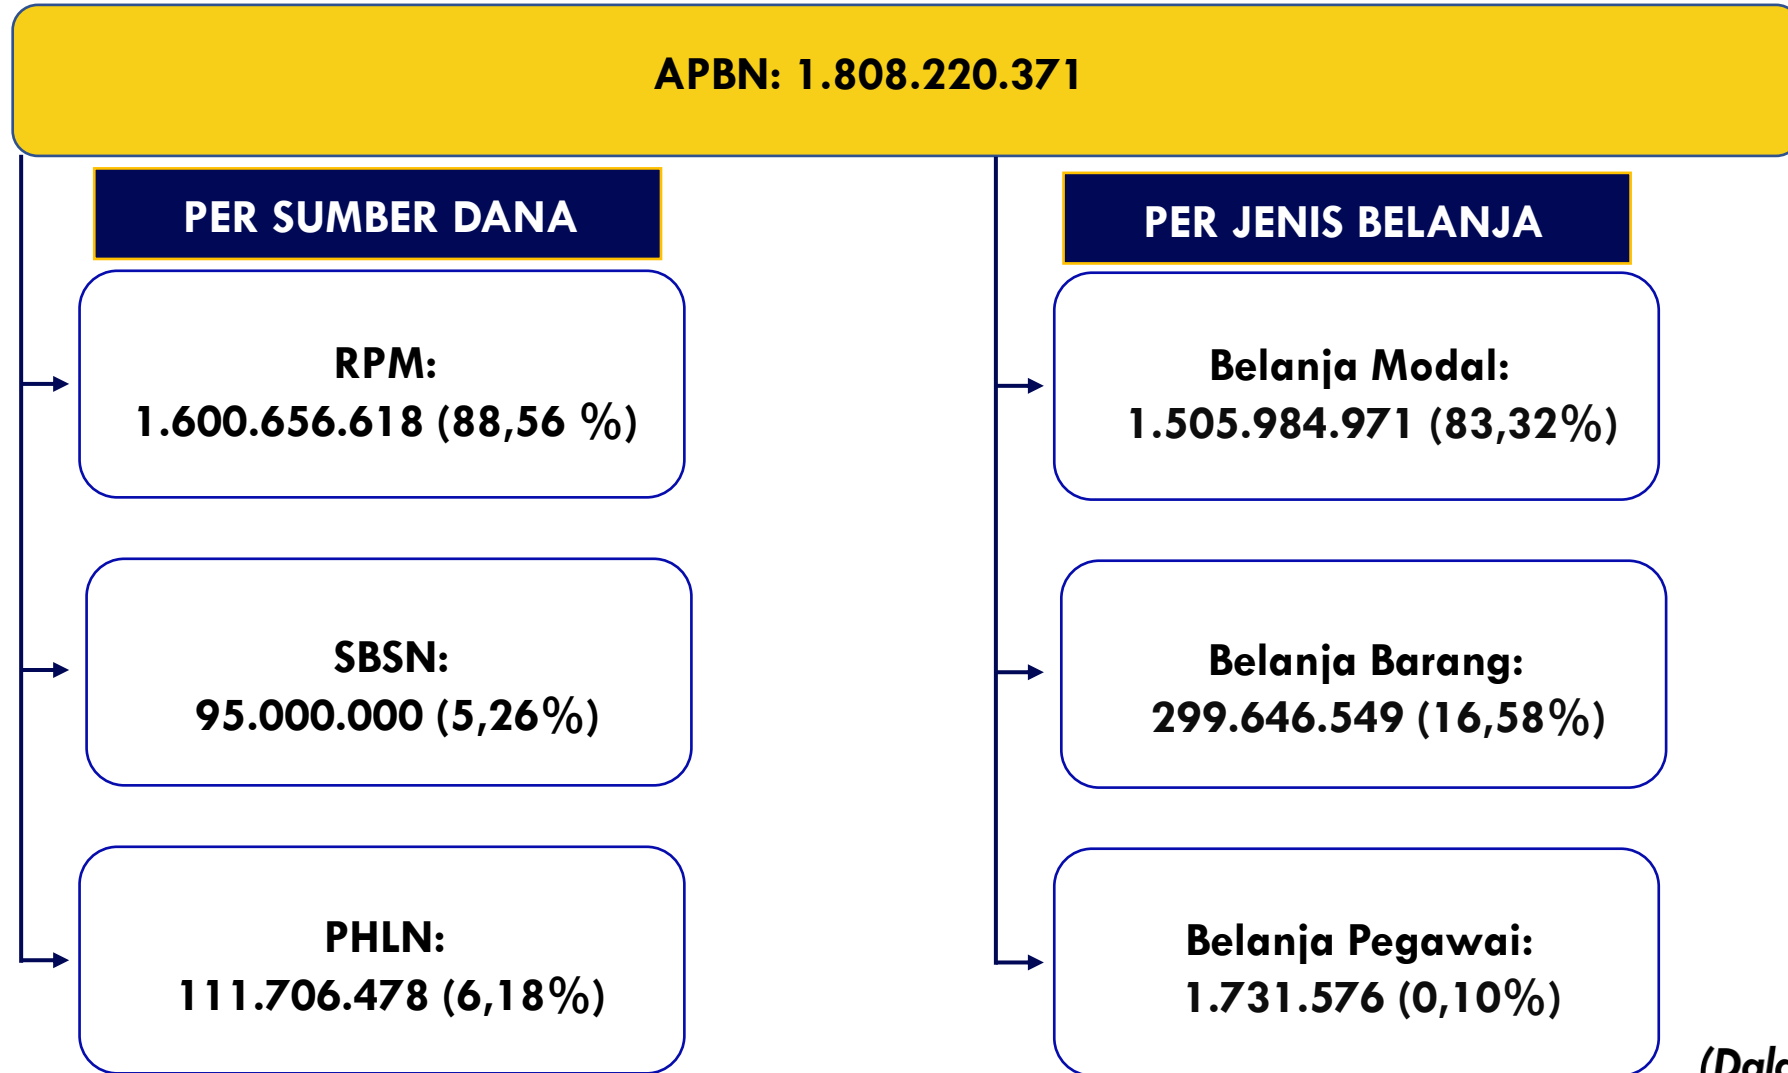 APBN: 1.808.220.371
PER SUMBER DANA
RPM:
1.600.656.618 (88,56 %)
SBSN:
95.000.000 (5,26%)
PHLN:
111.706.478 (6,18%)
PER JENIS BELANJA
Belanja Modal:
1.505.984.971 (83,32%)
Belanja Barang:
299.646.549 (16,58%)
Belanja Pegawai:
1.731.576 (0,10%)